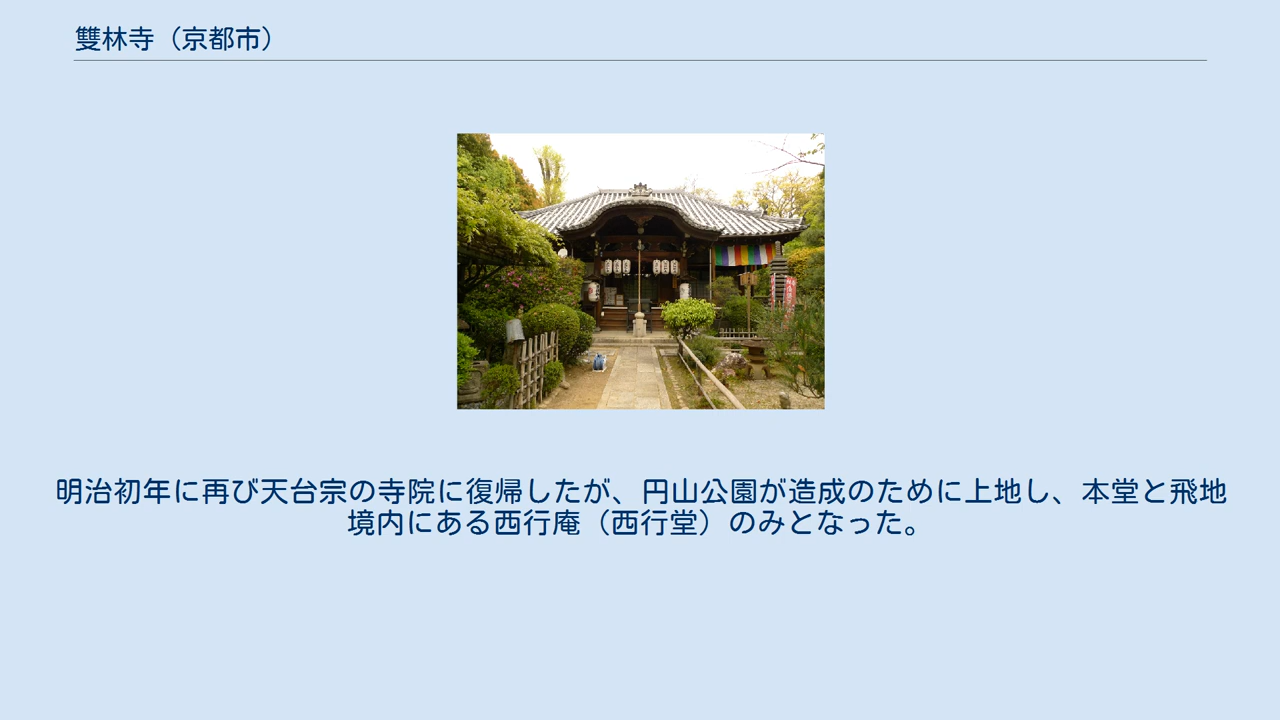 雙林寺（京都市）
明治初年に再び天台宗の寺院に復帰したが、円山公園が造成のために上地し、本堂と飛地
境内にある西行庵（西行堂）のみとなった。